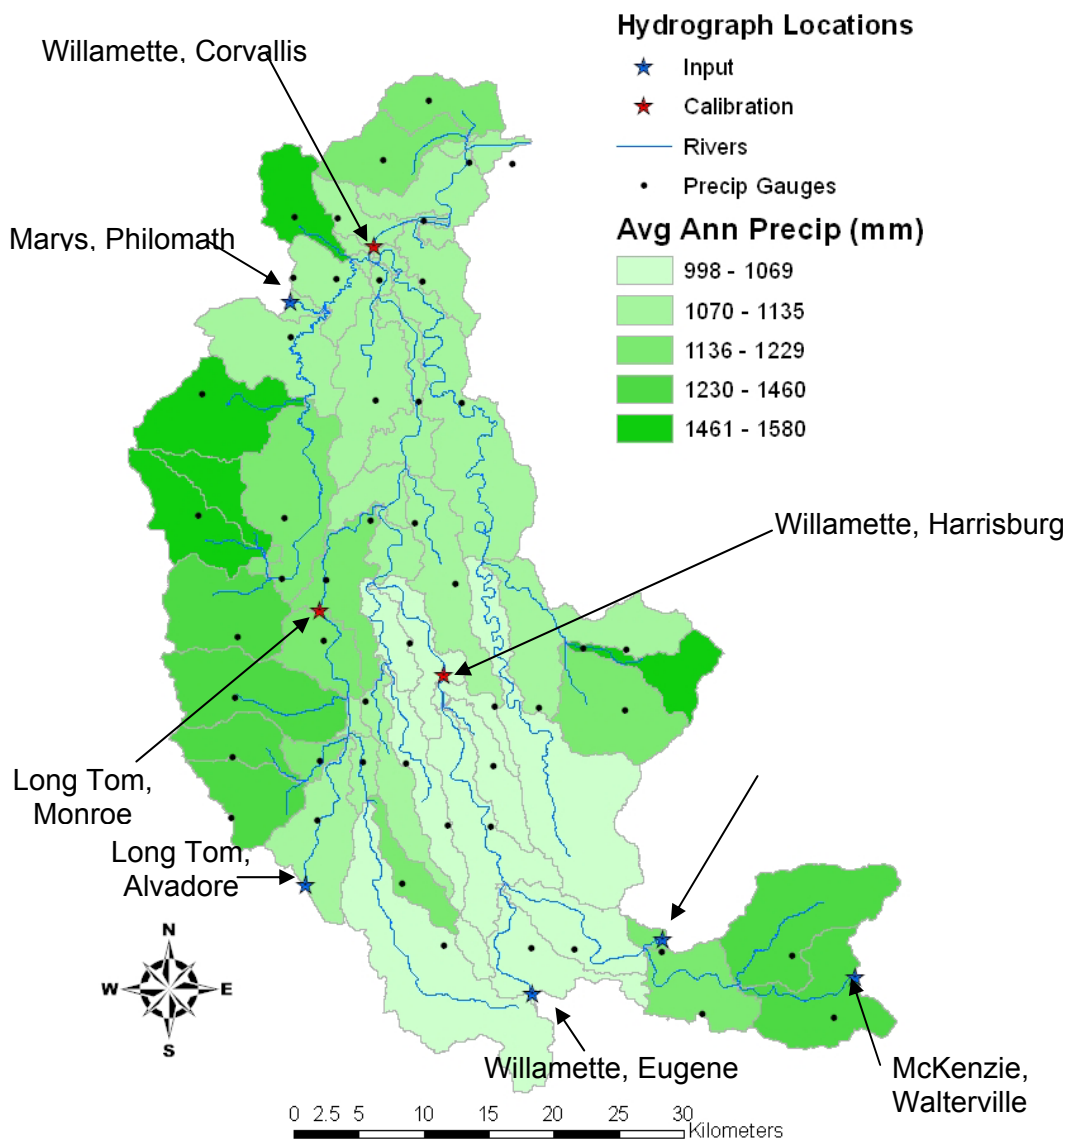 Hydrograph Locations
Input
Calibration
Rivers
Precip Gauges
Avg Ann Precip (mm)
998 - 1069
1070 - 1135
1136 - 1229
1230 - 1460
1461 - 1580
Willamette, Corvallis
Marys, Philomath
Willamette, Harrisburg
Long Tom,
Monroe
Long Tom,
Alvadore
Willamette, Eugene
McKenzie,
Walterville
N
W E
S
0 2.5 5 10 15 20 25 30
Kilometers